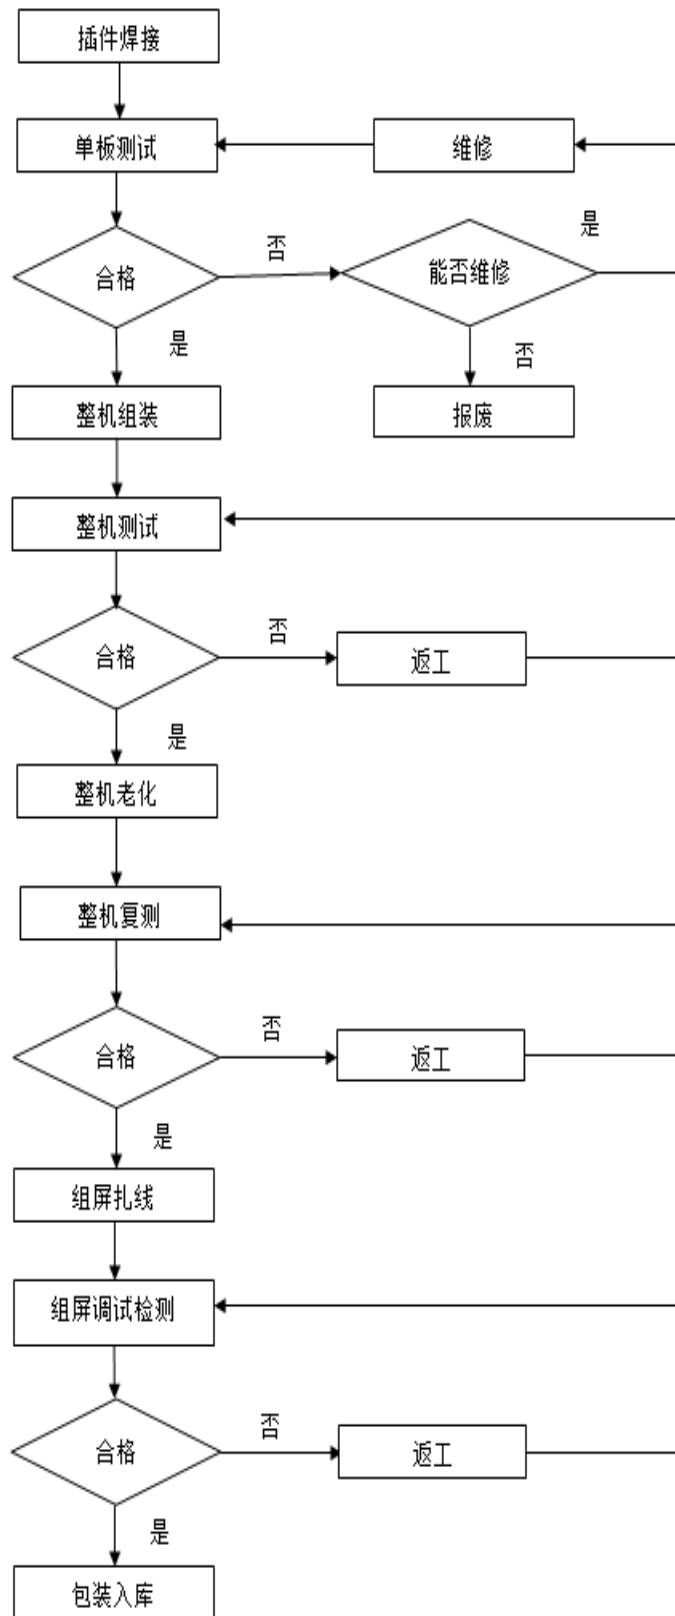 插件焊接
单板测试
维修
合格
否
能否维修
是
是
否
整机组装
报废
整机测试
合格
否
返工
是
整机老化
整机复测
合格
否
返工
是
组屏扎线
组屏调试检测
合格
否
返工
是
包装入库